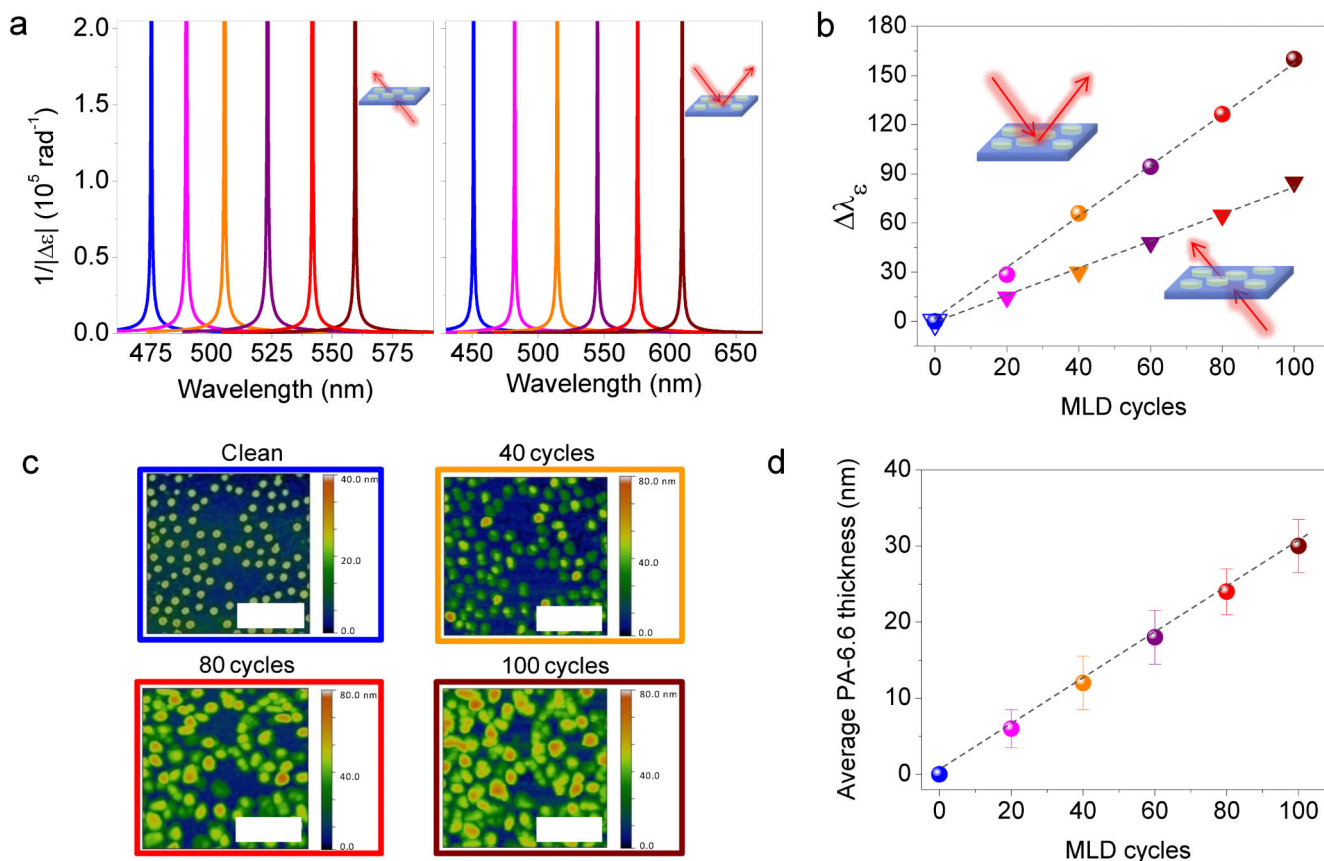 a
2.0
1.5
1.0
0.5
0.0
1/|Δε| (10⁵ rad⁻¹)
475 500 525 550 575
Wavelength (nm)
450 500 550 600 650
Wavelength (nm)
b
180
150
120
90
60
30
0
Δλε
0 20 40 60 80 100
MLD cycles
c
Clean
40.0 nm
20.0
0.0
40 cycles
80.0 nm
40.0
0.0
80 cycles
80.0 nm
40.0
0.0
100 cycles
80.0 nm
40.0
0.0
d
40
30
20
10
0
Average PA-6.6 thickness (nm)
0 20 40 60 80 100
MLD cycles